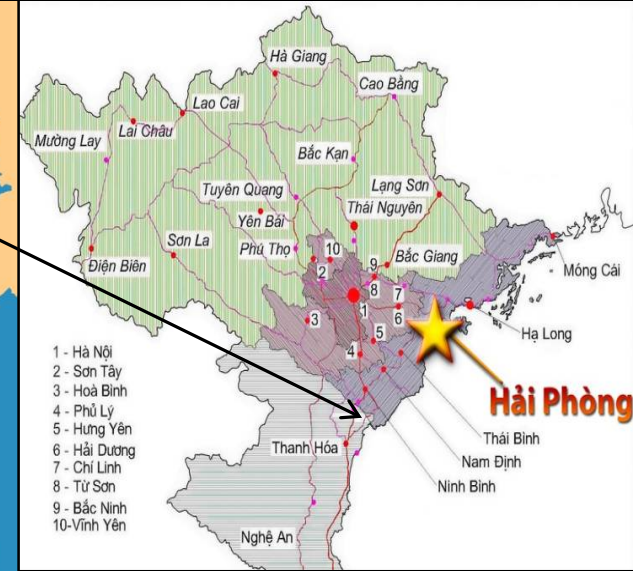 Hà Giang
Cao Bằng
Lao Cai
Lai Châu
Mường Lay
Bắc Kạn
Tuyên Quang
Lạng Sơn
Thái Nguyên
Yên Bái
Sơn La
Phú Thọ
10
Điện Biên
9
Bắc Giang
Móng Cái
2
8
7
1
6
3
Hạ Long
5
4
1 - Hà Nội
2 - Sơn Tây
3 - Hoà Bình
4 - Phủ Lý
5 - Hưng Yên
6 - Hải Dương
7 - Chí Linh
8 - Từ Sơn
9 - Bắc Ninh
10-Vĩnh Yên
Hải Phòng
Thái Bình
Thanh Hóa
Nam Định
Ninh Bình
Nghệ An